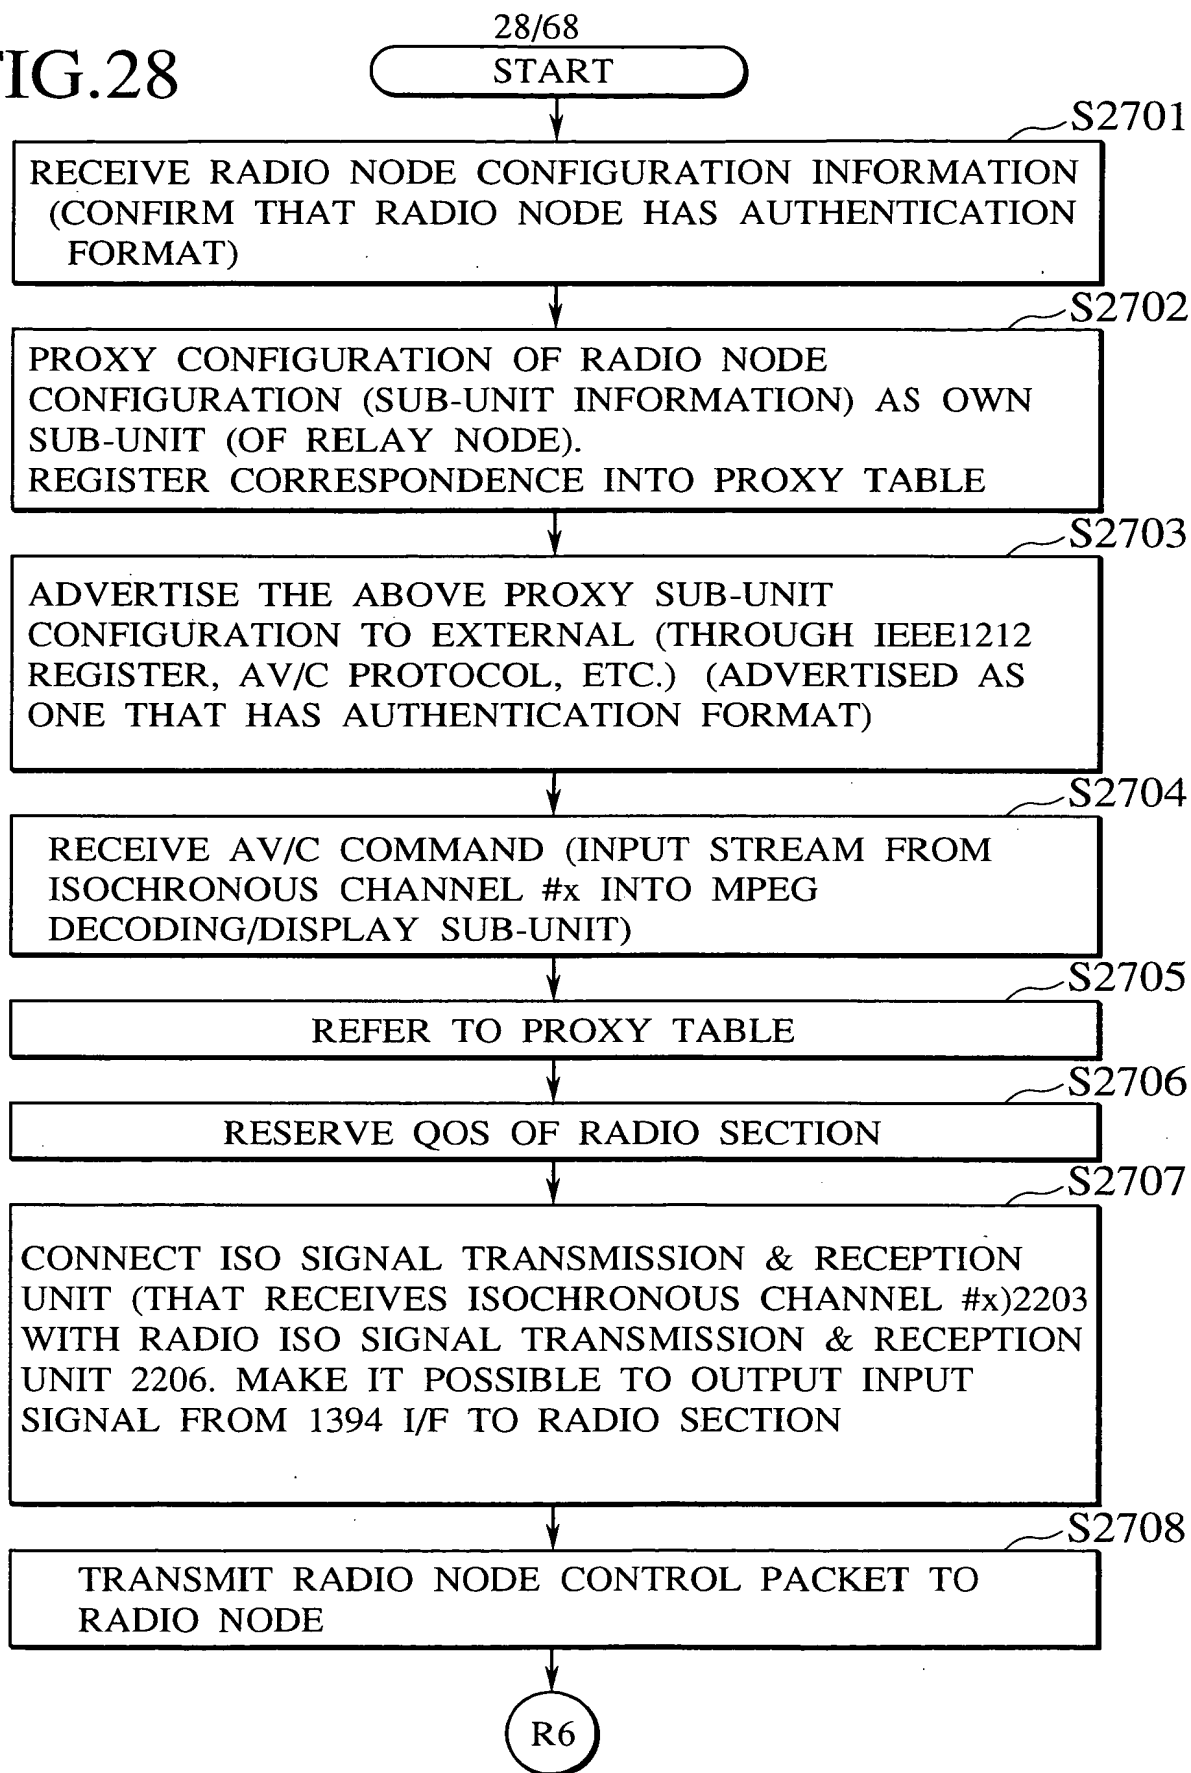 28/68
FIG.28
START
S2701
RECEIVE RADIO NODE CONFIGURATION INFORMATION
(CONFIRM THAT RADIO NODE HAS AUTHENTICATION
FORMAT)
S2702
PROXY CONFIGURATION OF RADIO NODE
CONFIGURATION (SUB-UNIT INFORMATION) AS OWN
SUB-UNIT (OF RELAY NODE).
REGISTER CORRESPONDENCE INTO PROXY TABLE
S2703
ADVERTISE THE ABOVE PROXY SUB-UNIT
CONFIGURATION TO EXTERNAL (THROUGH IEEE1212
REGISTER, AV/C PROTOCOL, ETC.) (ADVERTISED AS
ONE THAT HAS AUTHENTICATION FORMAT)
S2704
RECEIVE AV/C COMMAND (INPUT STREAM FROM
ISOCHRONOUS CHANNEL #x INTO MPEG
DECODING/DISPLAY SUB-UNIT)
S2705
REFER TO PROXY TABLE
S2706
RESERVE QOS OF RADIO SECTION
S2707
CONNECT ISO SIGNAL TRANSMISSION & RECEPTION
UNIT (THAT RECEIVES ISOCHRONOUS CHANNEL #x)2203
WITH RADIO ISO SIGNAL TRANSMISSION & RECEPTION
UNIT 2206. MAKE IT POSSIBLE TO OUTPUT INPUT
SIGNAL FROM 1394 I/F TO RADIO SECTION
S2708
TRANSMIT RADIO NODE CONTROL PACKET TO
RADIO NODE
R6